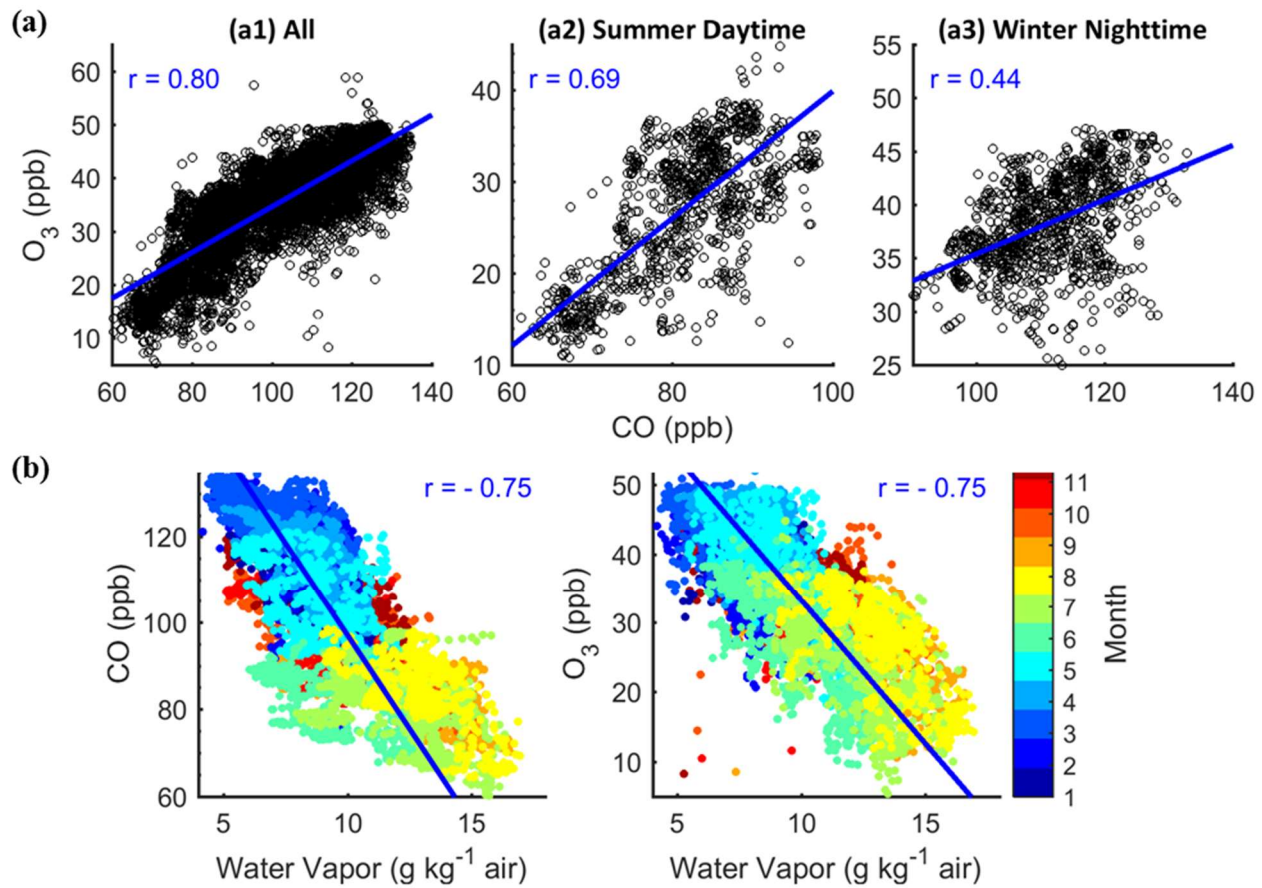 (a)
(a1) All
(a2) Summer Daytime
(a3) Winter Nighttime
r = 0.80
r = 0.69
r = 0.44
O3 (ppb)
60
50
40
30
20
10
60 80 100 120 140
40
30
20
10
60 80 100
55
50
45
40
35
30
25
100 120 140
CO (ppb)
(b)
r = - 0.75
r = - 0.75
CO (ppb)
120
100
80
60
5 10 15
Water Vapor (g kg-1 air)
O3 (ppb)
50
40
30
20
10
5 10 15
Water Vapor (g kg-1 air)
11
10
9
8
7
6
5
4
3
2
1
Month